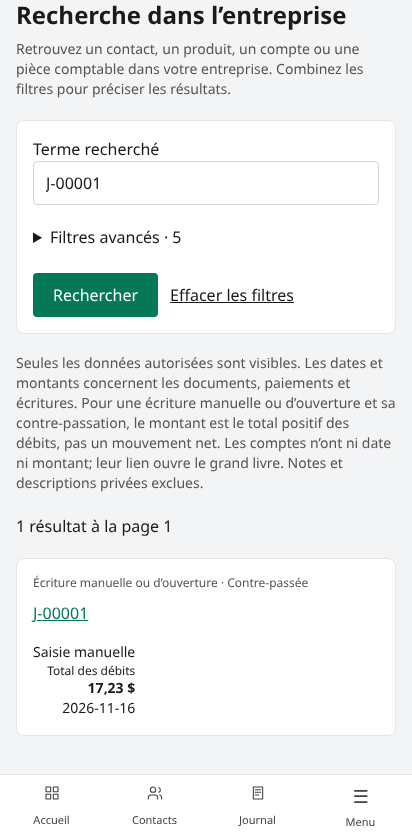 Recherche dans l’entreprise
Retrouvez un contact, un produit, un compte ou une
pièce comptable dans votre entreprise. Combinez les
filtres pour préciser les résultats.
Terme recherché
J-00001
Filtres avancés · 5
Rechercher
Effacer les filtres
Seules les données autorisées sont visibles. Les dates et
montants concernent les documents, paiements et
écritures. Pour une écriture manuelle ou d’ouverture et sa
contre-passation, le montant est le total positif des
débits, pas un mouvement net. Les comptes n’ont ni date
ni montant; leur lien ouvre le grand livre. Notes et
descriptions privées exclues.
1 résultat à la page 1
Écriture manuelle ou d’ouverture · Contre-passée
J-00001
Saisie manuelle
Total des débits
17,23 $
2026-11-16
Accueil
Contacts
Journal
Menu